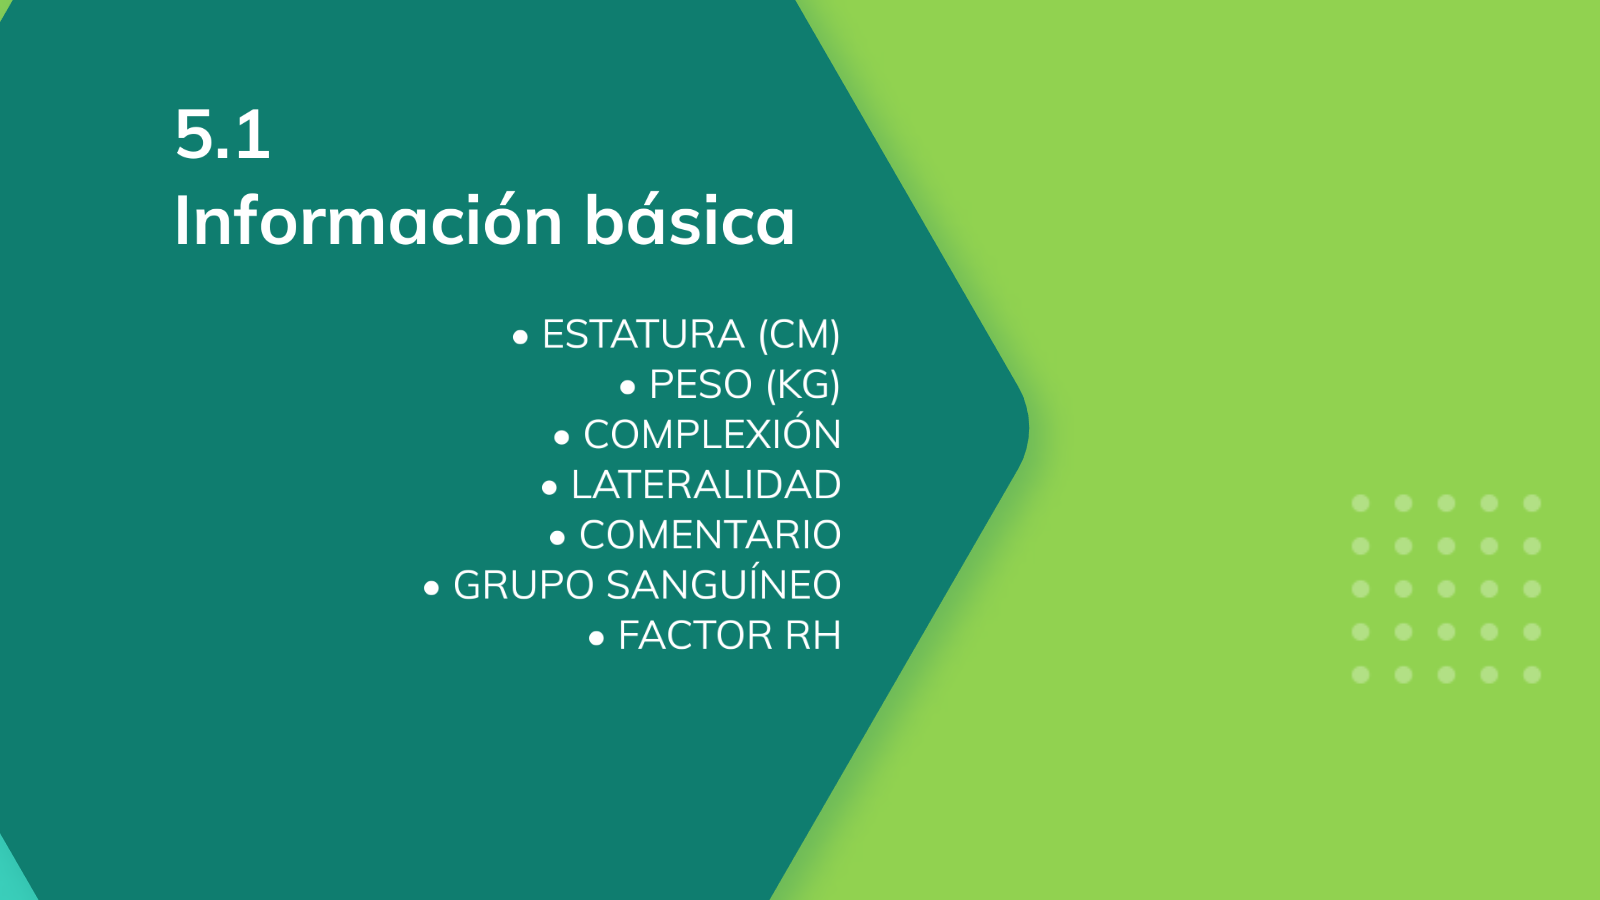 5.1
Información básica
• ESTATURA (CM)
• PESO (KG)
• COMPLEXIÓN
• LATERALIDAD
• COMENTARIO
• GRUPO SANGUÍNEO
• FACTOR RH